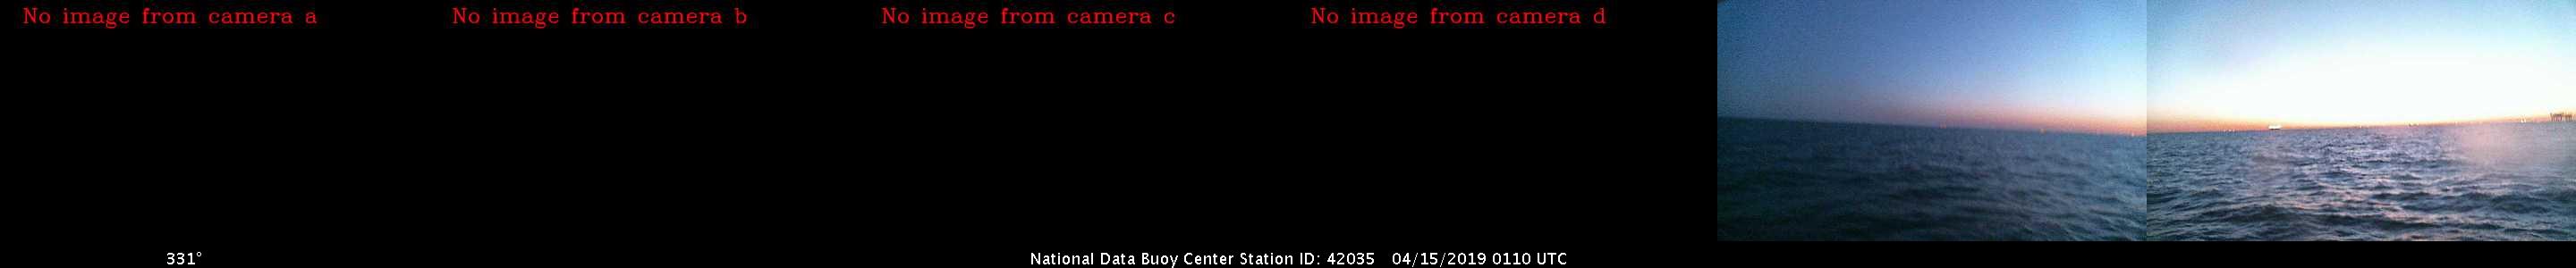 No image from camera a
No image from camera b
No image from camera c
No image from camera d
331°
National Data Buoy Center Station ID: 42035 04/15/2019 0110 UTC